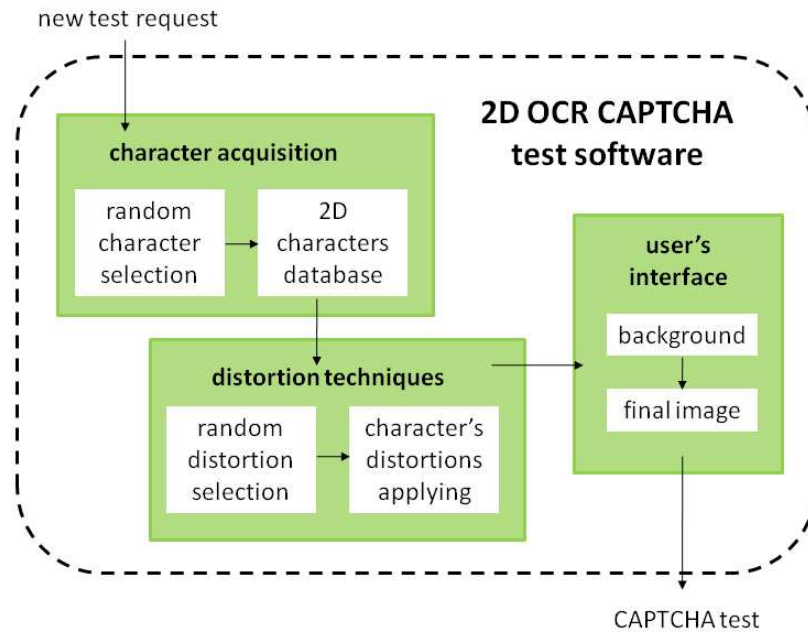 new test request
2D OCR CAPTCHA
test software
character acquisition
random
character
selection
2D
characters
database
distortion techniques
random
distortion
selection
character’s
distortions
applying
user’s
interface
background
final image
CAPTCHA test